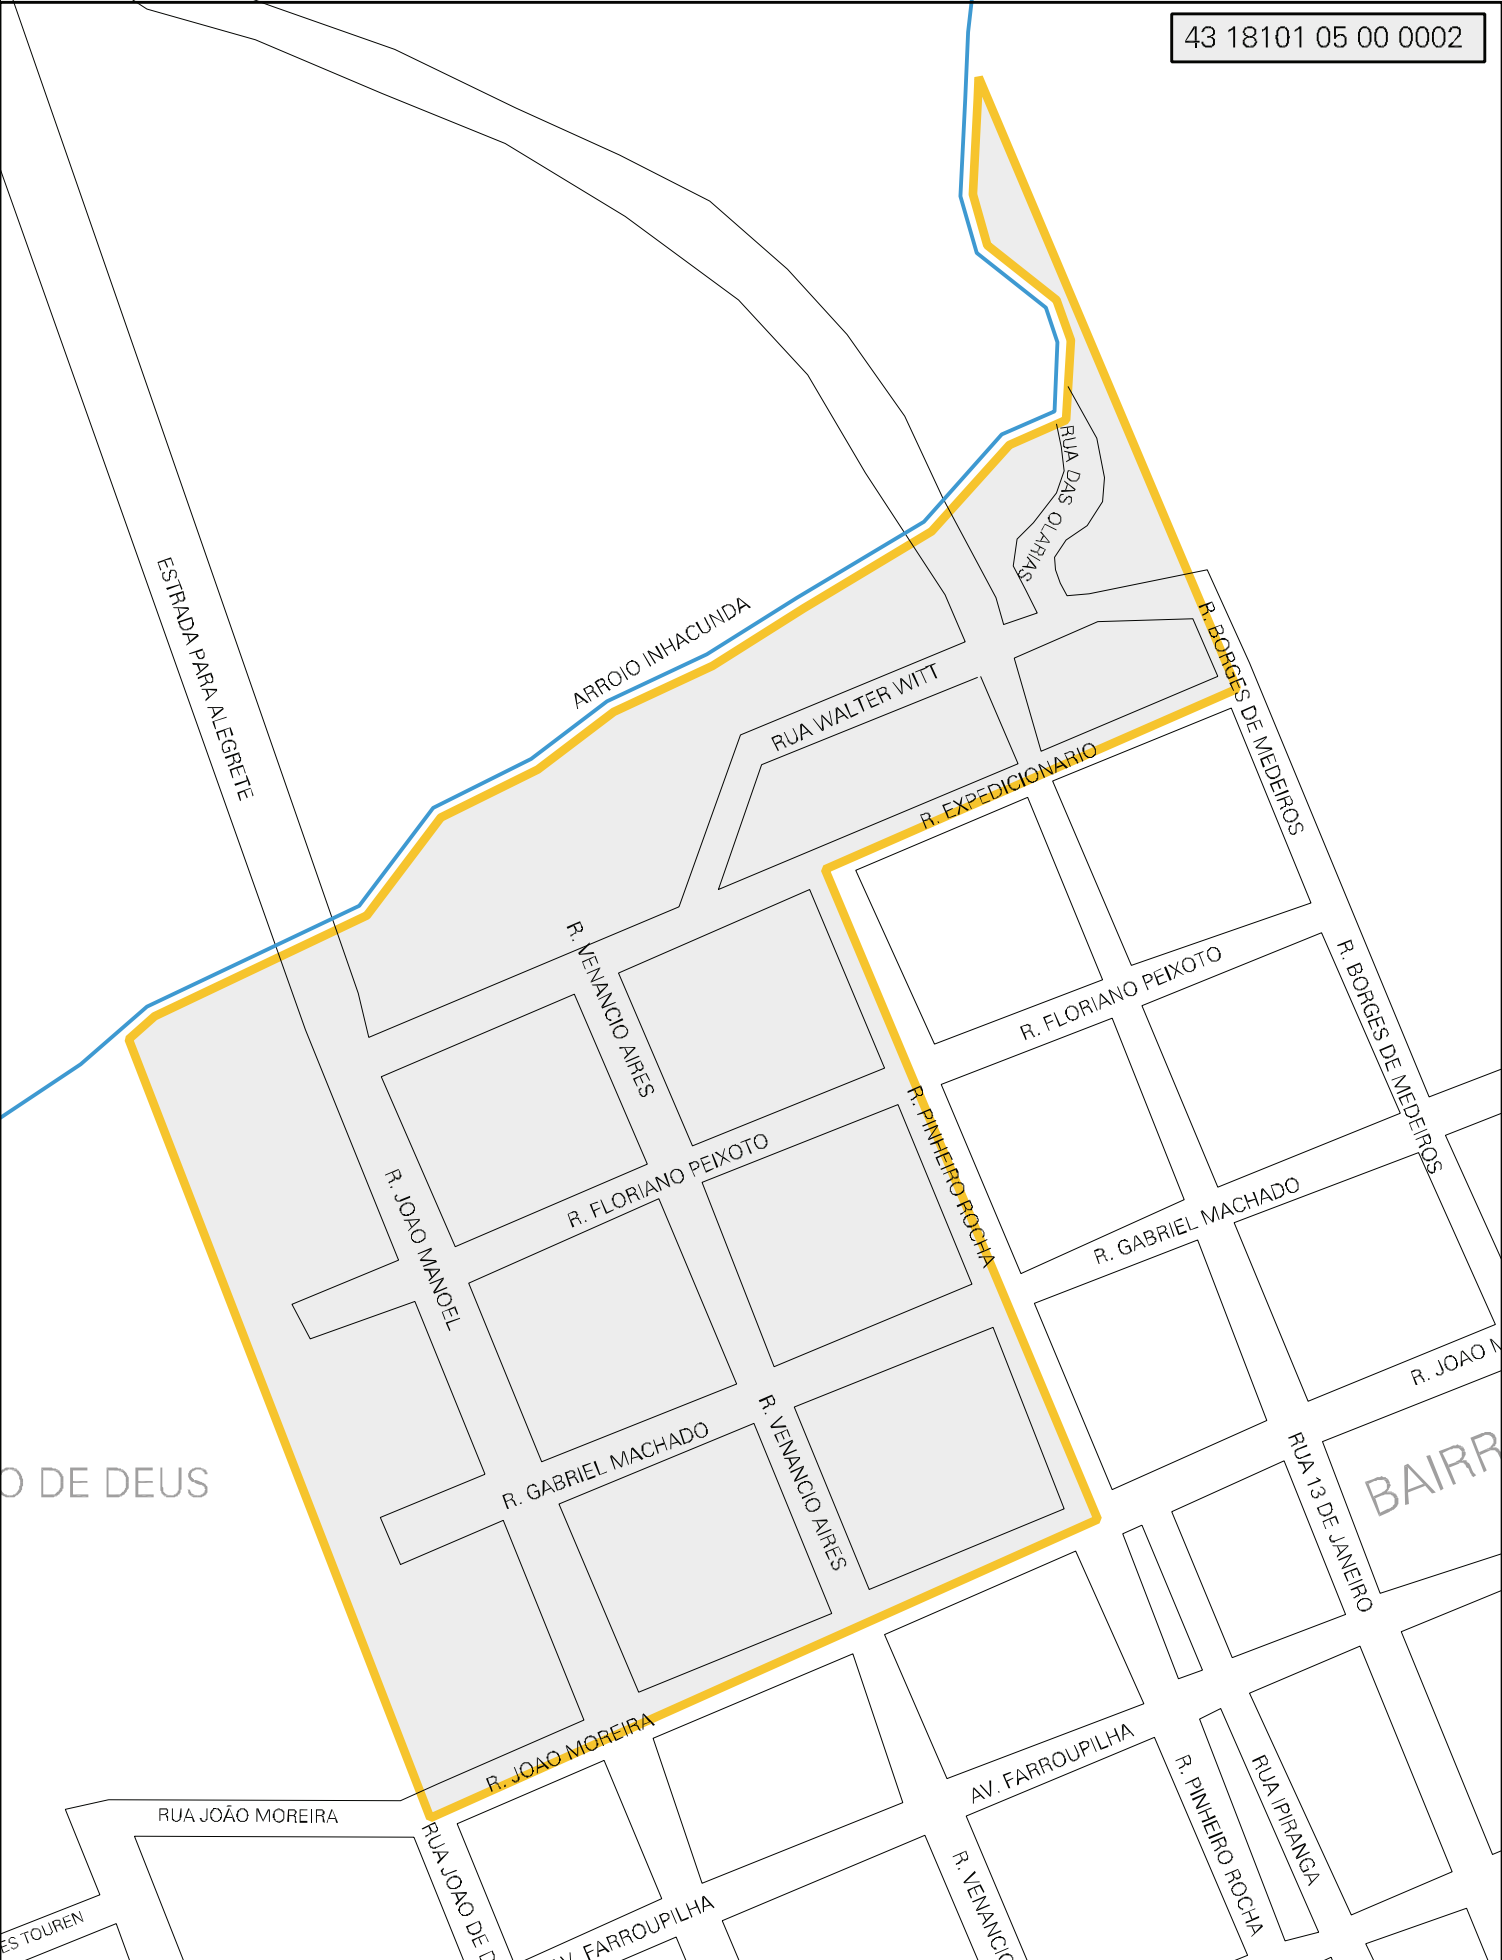 43 18101 05 00 0002
RUA DAS OLARIAS
ESTRADA PARA ALEGRETE
ARROIO INHACUNDA
R. BORGES DE MEDEIROS
RUA WALTER WITT
R. EXPEDICIONARIO
R. VENANCIO AIRES
R. FLORIANO PEIXOTO
R. BORGES DE MEDEIROS
R. PINHEIRO ROCHA
R. FLORIANO PEIXOTO
R. JOAO MANOEL
R. GABRIEL MACHADO
R. JOAO
R. VENANCIO AIRES
R. GABRIEL MACHADO
O DE DEUS
RUA 13 DE JANEIRO
BAIRR
R. JOAO MOREIRA
RUA JOÃO MOREIRA
AV. FARROUPILHA
R. PINHEIRO ROCHA
RUA IPIRANGA
RUA JOAO DE
R. VENANCIO
ES TOUREN
AV. FARROUPILHA